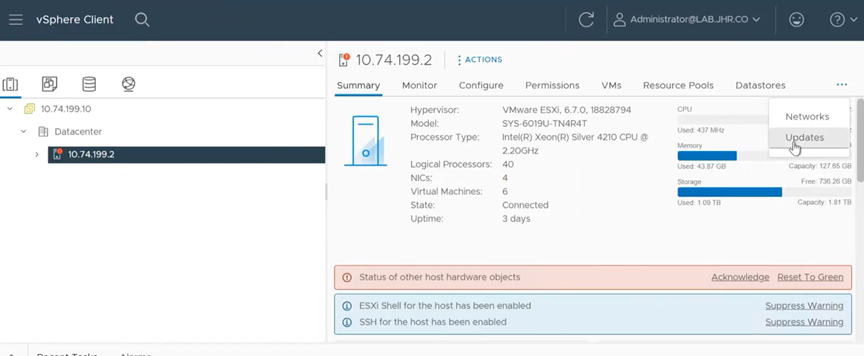 vSphere Client
Administrator@LAB.JHR.CO
10.74.199.2
ACTIONS
Summary Monitor Configure Permissions VMs Resource Pools Datastores ...
Networks
Updates
10.74.199.10
Datacenter
10.74.199.2
Hypervisor: VMware ESXi, 6.7.0, 18828794
Model: SYS-6019U-TN4R4T
Processor Type: Intel(R) Xeon(R) Silver 4210 CPU @
2.20GHz
Logical Processors: 40
NICs: 4
Virtual Machines: 6
State: Connected
Uptime: 3 days
CPU
Used: 437 MHz
Memory
Used: 43.87 GB Capacity: 127.65 GB
Storage Free: 736.26 GB
Used: 1.09 TB Capacity: 1.81 TB
Status of other host hardware objects Acknowledge Reset To Green
ESXi Shell for the host has been enabled Suppress Warning
SSH for the host has been enabled Suppress Warning
Recent Tasks Alarms